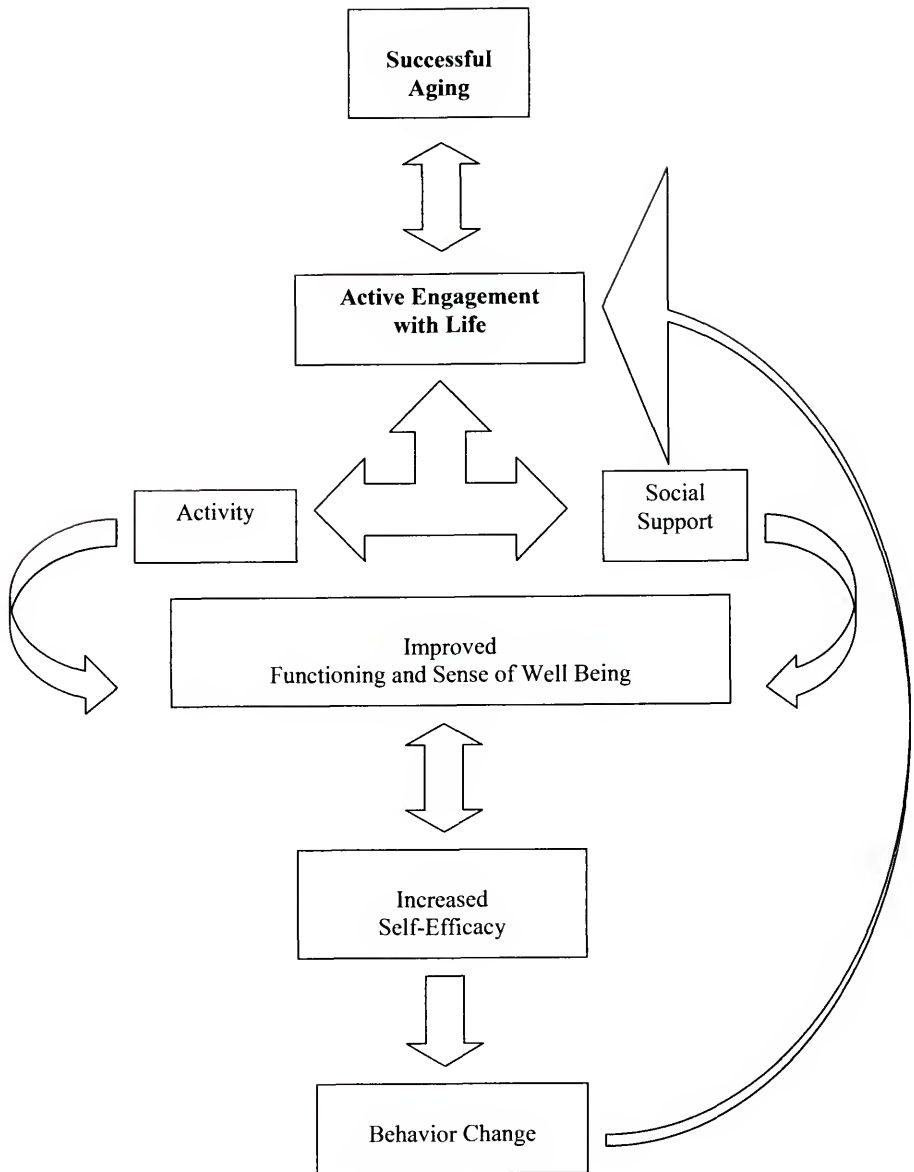 Successful
Aging
Active Engagement
with Life
Activity
Social
Support
Improved
Functioning and Sense of Well Being
Increased
Self-Efficacy
Behavior Change